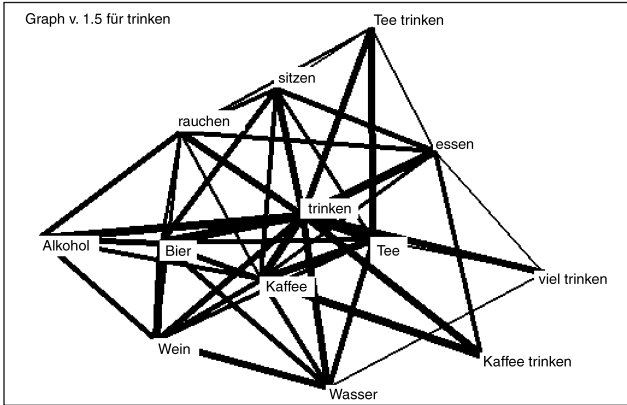 Graph v. 1.5 für trinken
Tee trinken
sitzen
rauchen
essen
trinken
Alkohol
Bier
Tee
Kaffee
viel trinken
Wein
Kaffee trinken
Wasser